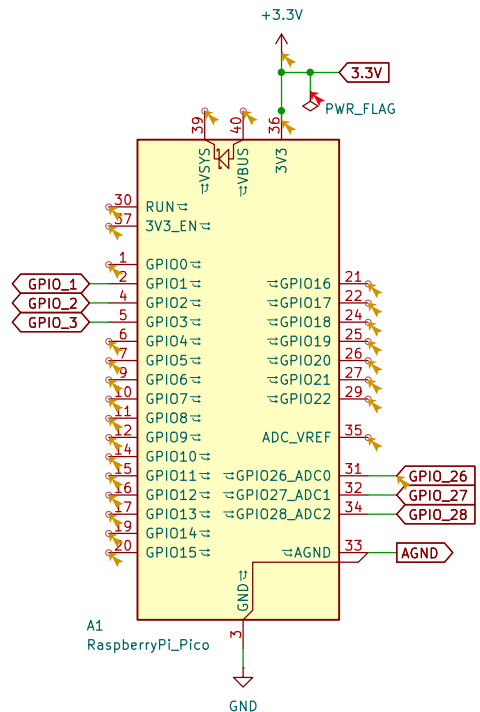 +3.3V
3.3V
PWR_FLAG
39
40
36
VSYS
VBUS
3V3
30 RUN
37 3V3_EN
1 GPIO0
GPIO_1 2 GPIO1 GPIO16 21
GPIO_2 4 GPIO2 GPIO17 22
GPIO_3 5 GPIO3 GPIO18 24
6 GPIO4 GPIO19 25
7 GPIO5 GPIO20 26
9 GPIO6 GPIO21 27
10 GPIO7 GPIO22 29
11 GPIO8
12 GPIO9 ADC_VREF 35
14 GPIO10
15 GPIO11 GPIO26_ADC0 31 GPIO_26
16 GPIO12 GPIO27_ADC1 32 GPIO_27
17 GPIO13 GPIO28_ADC2 34 GPIO_28
19 GPIO14
20 GPIO15 AGND 33 AGND
GND
3
A1
RaspberryPi_Pico
GND